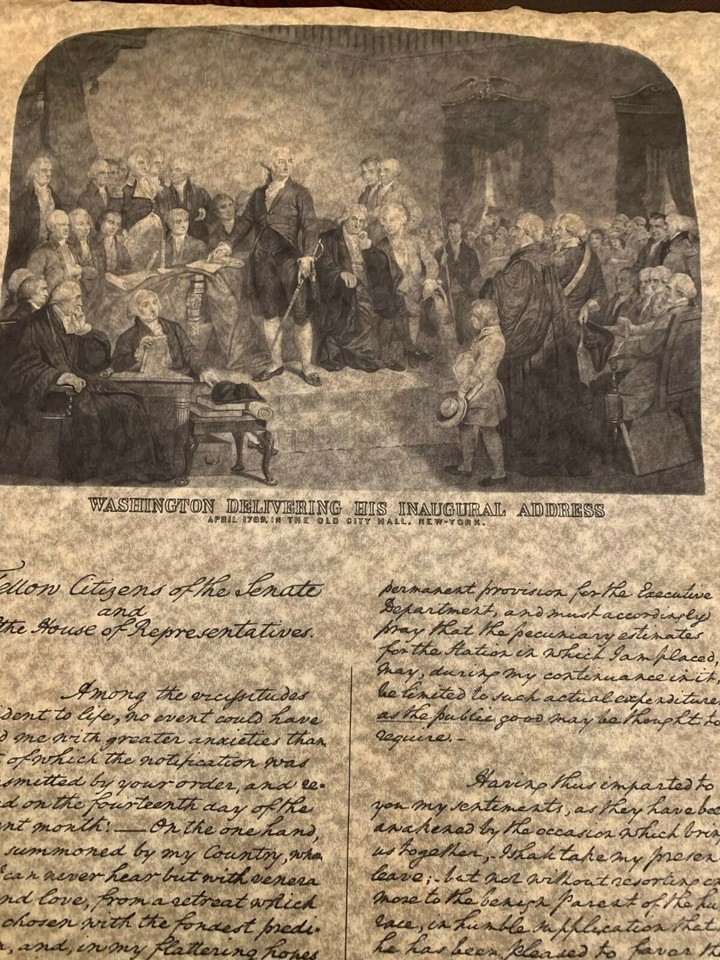 WASHINGTON DELIVERING HIS INAUGURAL ADDRESS
APRIL 1789, IN THE OLD CITY HALL, NEW-YORK.
Fellow Citizens of the Senate
and
the House of Representatives.
Among the vicissitudes
dent to life, no event could have
d me with greater anxieties than
of which the notification was
smitted by your order, and re-
d on the fourteenth day of the
nt month: — On the one hand,
summoned by my Country, whose
can never hear but with venera
nd love, from a retreat which
chosen with the fondest predi-
n, and, in my flattering hopes
permanent provision for the Executive
Department, and must accordingly
pray that the pecuniary estimates
for the Station in which I am placed,
may, during my continuance in it,
be limited to such actual expenditures
as the public good may be thought to
require. -
Having thus imparted to
you my sentiments, as they have bee
awakened by the occasion which brin
us together, I shall take my presen
leave; but not without resorting on
more to the benign Parent of the hu
race, in humble supplication that
he has been pleased to favor th